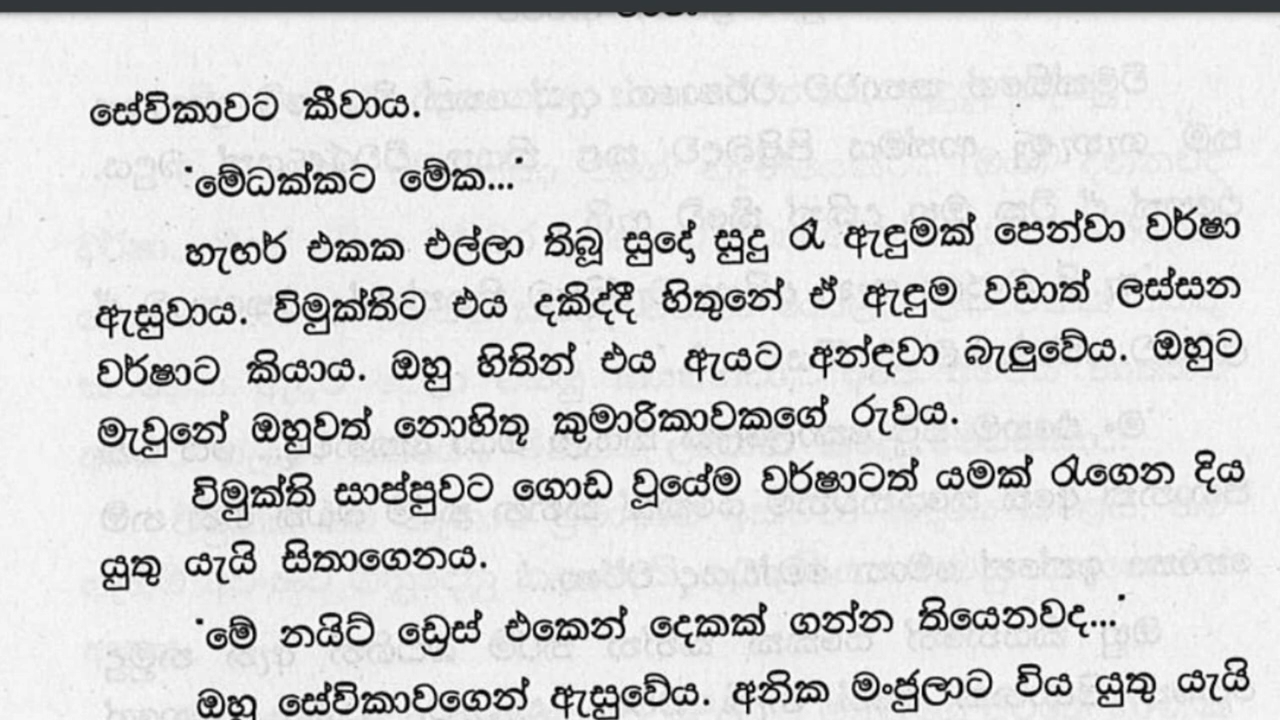 සේවිකාවට කීවාය.
'මේධක්කට මේක...'
හැඟර් එකක එල්ලා තිබූ සුදෝ සුදු රෑ ඇඳුමක් පෙන්වා වර්ෂා
ඇසුවාය. විමුක්තිට එය දකිද්දී හිතුනේ ඒ ඇඳුම වඩාත් ලස්සන
වර්ෂාට කියාය. ඔහු හිතින් එය ඇයට අන්දවා බැලුවේය. ඔහුට
මැවුනේ ඔහුවත් නොහිතූ කුමාරිකාවකගේ රුවය.
විමුක්ති සාප්පුවට ගොඩ වූයේම වර්ෂාටත් යමක් රැගෙන දිය
යුතු යැයි සිතාගෙනය.
'මේ නයිට් ඩ්‍රෙස් එකෙන් දෙකක් ගන්න තියෙනවද...'
ඔහු සේවිකාවගෙන් ඇසුවේය. අනික මංජුලාට විය යුතු යැයි